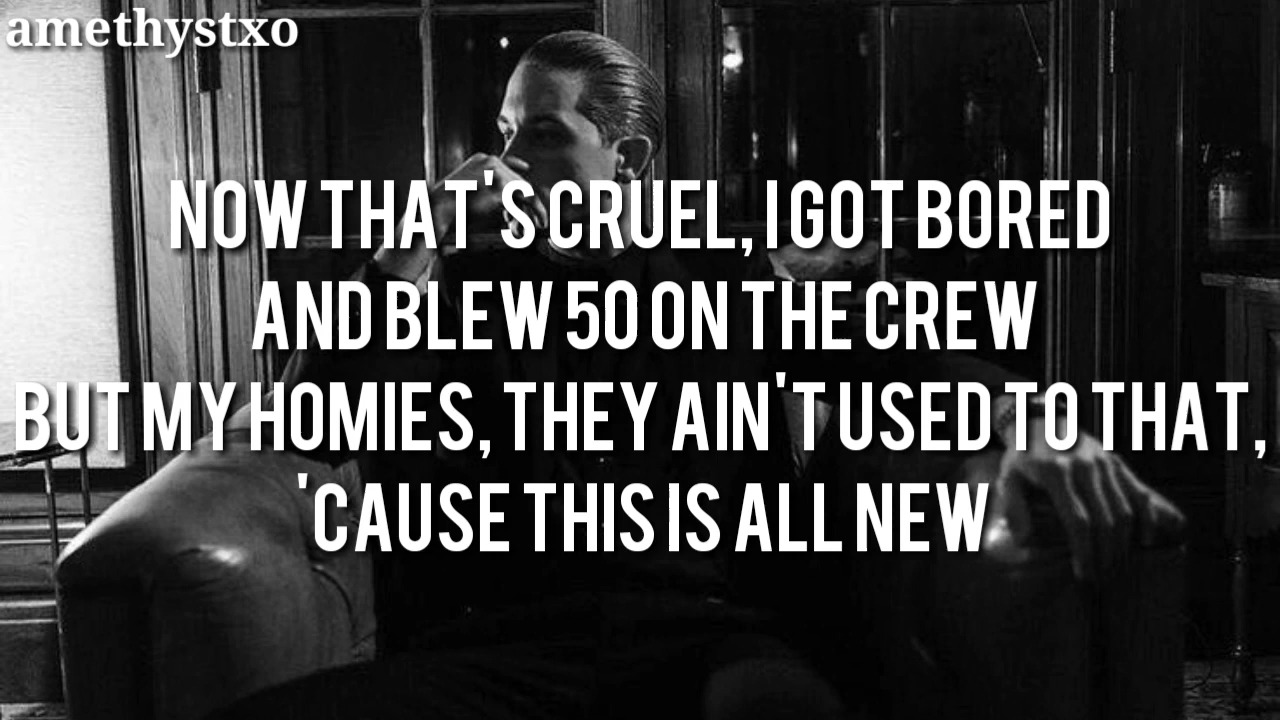 amethystxo
NOW THAT'S CRUEL, I GOT BORED
AND BLEW 50 ON THE CREW
BUT MY HOMIES, THEY AIN'T USED TO THAT,
'CAUSE THIS IS ALL NEW